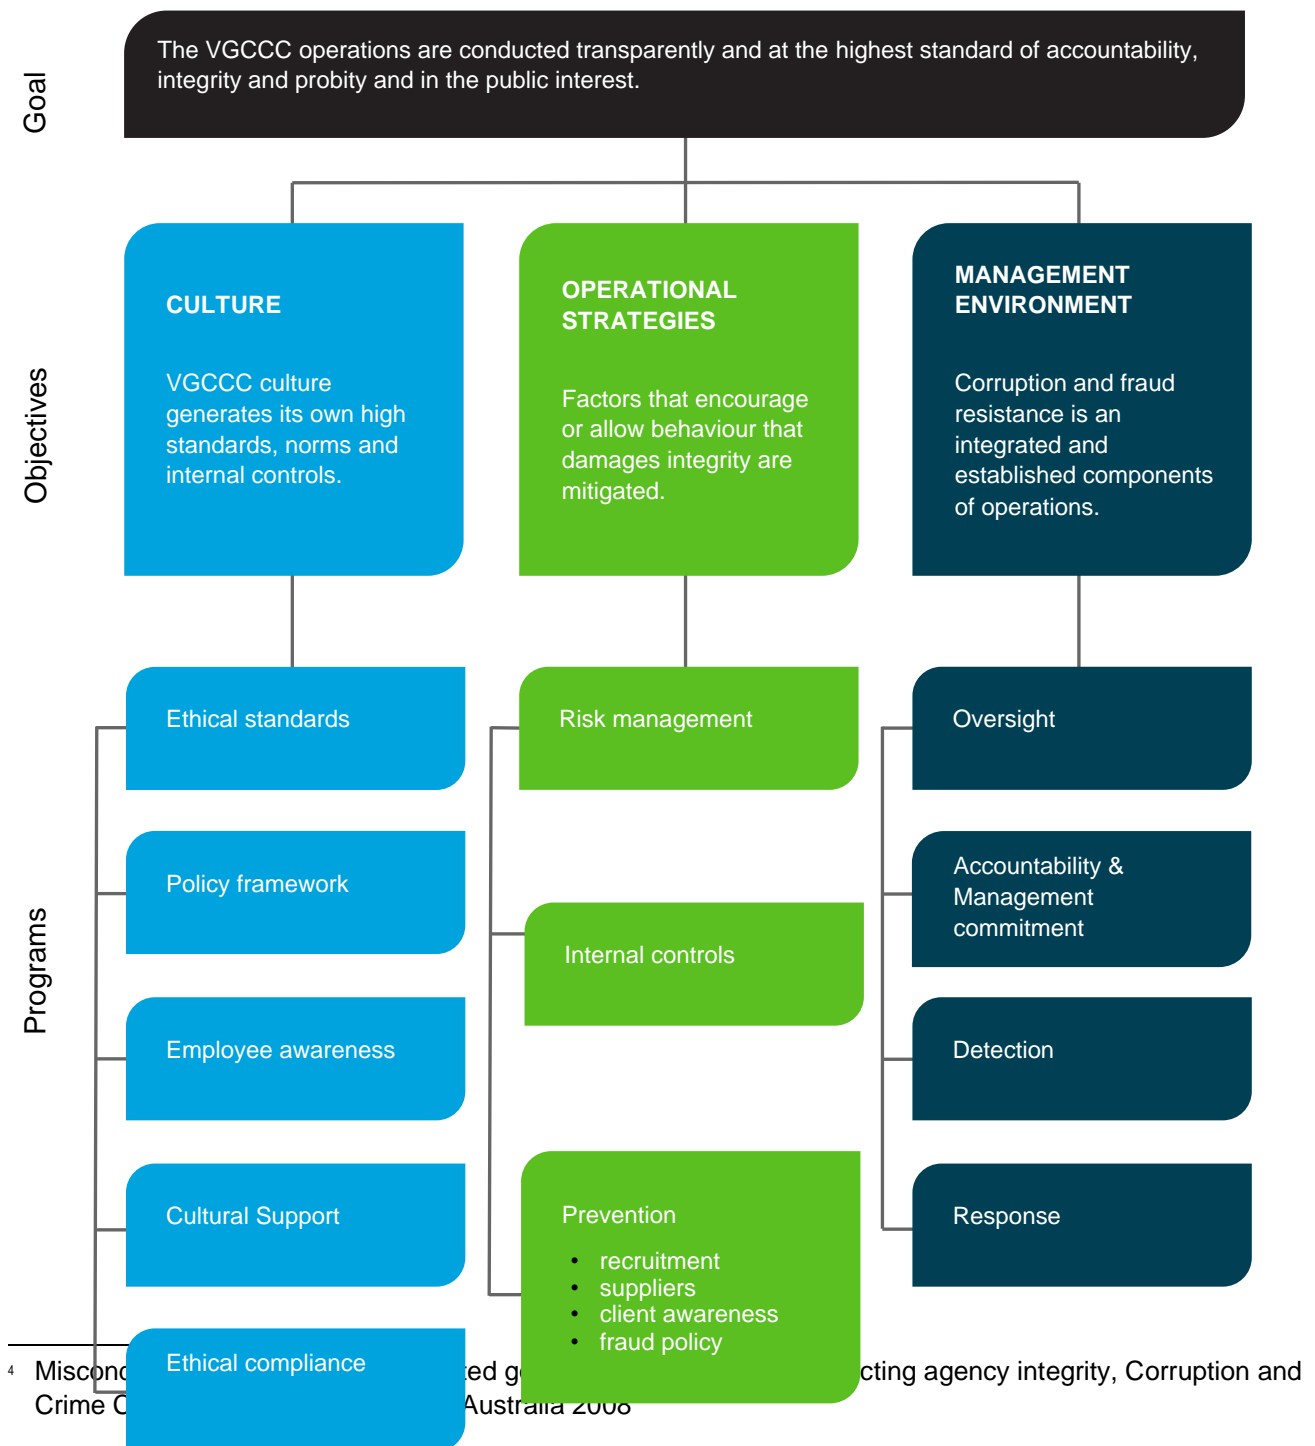 Goal
The VGCCC operations are conducted transparently and at the highest standard of accountability,
integrity and probity and in the public interest.
Objectives
CULTURE
VGCCC culture
generates its own high
standards, norms and
internal controls.
OPERATIONAL
STRATEGIES
Factors that encourage
or allow behaviour that
damages integrity are
mitigated.
MANAGEMENT
ENVIRONMENT
Corruption and fraud
resistance is an
integrated and
established components
of operations.
Programs
Ethical standards
Policy framework
Employee awareness
Cultural Support
Ethical compliance
Risk management
Internal controls
Prevention
• recruitment
• suppliers
• client awareness
• fraud policy
Oversight
Accountability &
Management
commitment
Detection
Response
4 agency integrity, Corruption and
Crime Australia 2008